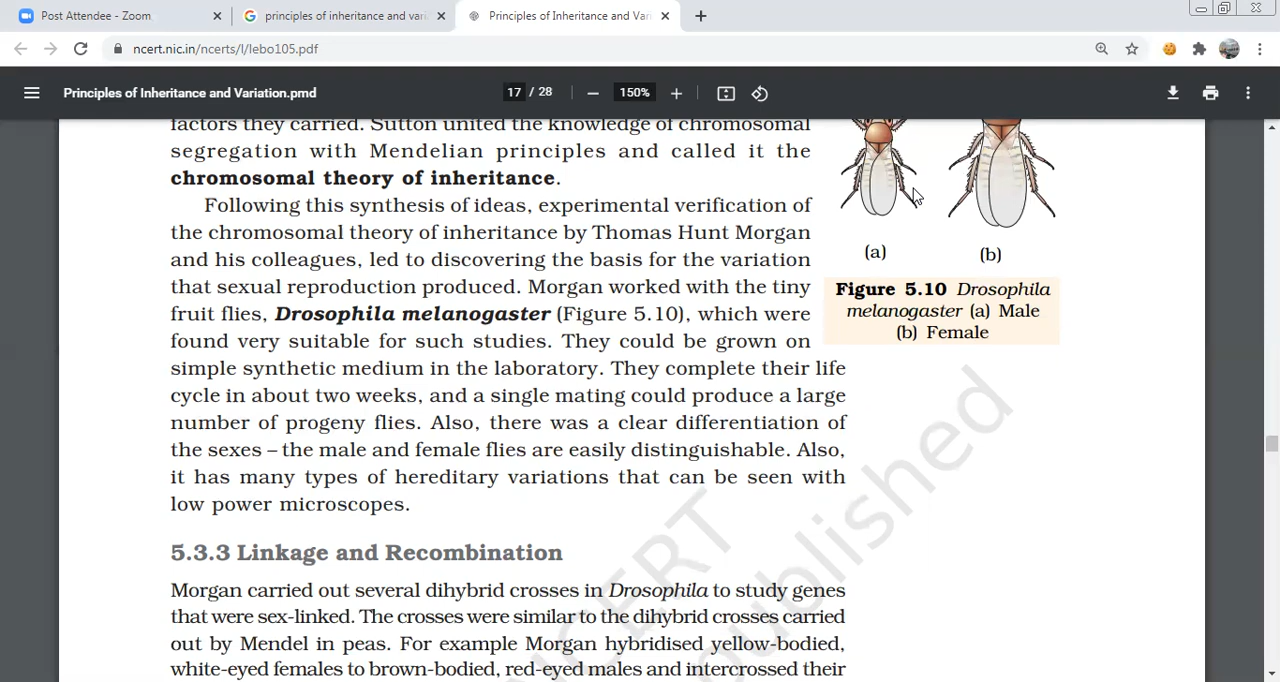 Post Attendee - Zoom
principles of inheritance and vari
Principles of Inheritance and Vari
ncert.nic.in/ncerts/l/lebo105.pdf
Principles of Inheritance and Variation.pmd
17 / 28
150%
factors they carried. Sutton united the knowledge of chromosomal
segregation with Mendelian principles and called it the
chromosomal theory of inheritance.
Following this synthesis of ideas, experimental verification of
the chromosomal theory of inheritance by Thomas Hunt Morgan
and his colleagues, led to discovering the basis for the variation
that sexual reproduction produced. Morgan worked with the tiny
fruit flies, Drosophila melanogaster (Figure 5.10), which were
found very suitable for such studies. They could be grown on
simple synthetic medium in the laboratory. They complete their life
cycle in about two weeks, and a single mating could produce a large
number of progeny flies. Also, there was a clear differentiation of
the sexes – the male and female flies are easily distinguishable. Also,
it has many types of hereditary variations that can be seen with
low power microscopes.
(a)
(b)
Figure 5.10 Drosophila
melanogaster (a) Male
(b) Female
5.3.3 Linkage and Recombination
Morgan carried out several dihybrid crosses in Drosophila to study genes
that were sex-linked. The crosses were similar to the dihybrid crosses carried
out by Mendel in peas. For example Morgan hybridised yellow-bodied,
white-eyed females to brown-bodied, red-eyed males and intercrossed their
NCERT
published